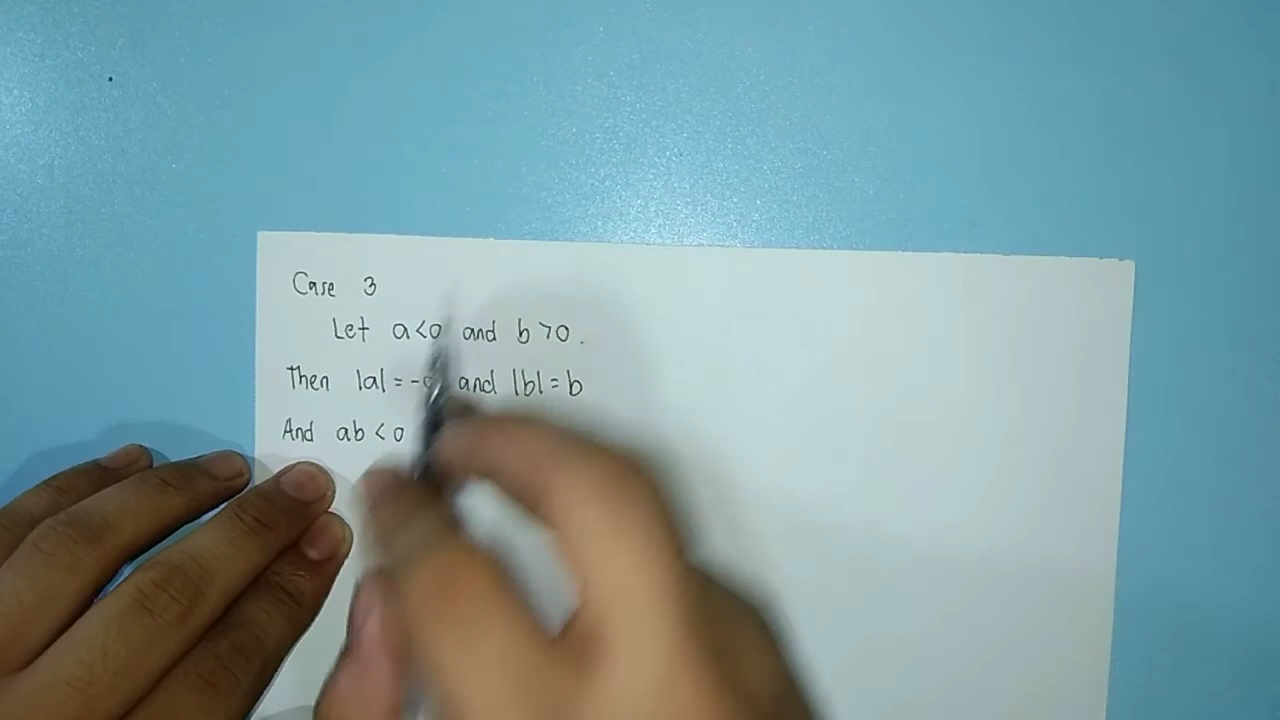 Case 3
Let a<0 and b>0.
Then |a|=-a and |b|=b
And ab<0